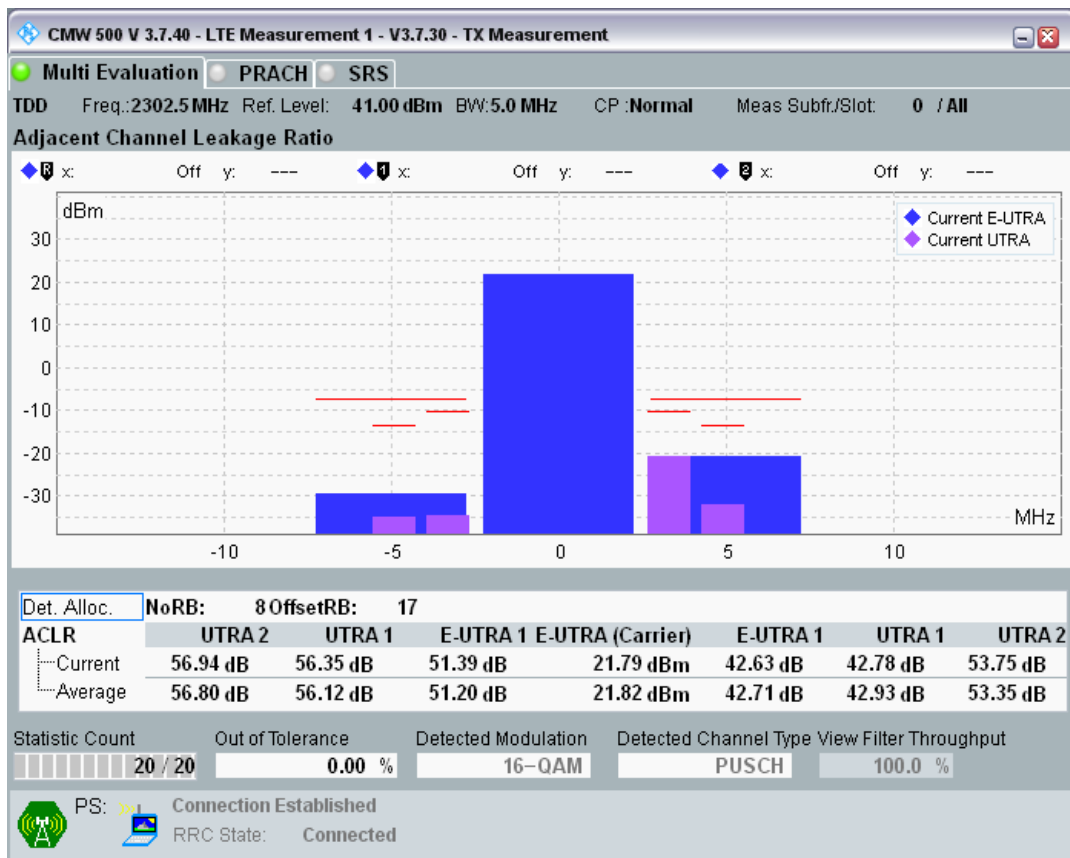 CMW 500 V 3.7.40 - LTE Measurement 1 - V3.7.30 - TX Measurement
Multi Evaluation PRACH SRS
TDD Freq.:2302.5 MHz Ref. Level: 41.00 dBm BW:5.0 MHz CP :Normal Meas Subfr./Slot: 0 / All
Adjacent Channel Leakage Ratio
R x: Off y: --- 1 x: Off y: --- 2 x: Off y: ---
dBm
Current E-UTRA
Current UTRA
30
20
10
0
-10
-20
-30
MHz
-10 -5 0 5 10
Det. Alloc. NoRB: 8 OffsetRB: 17
ACLR UTRA 2 UTRA 1 E-UTRA 1 E-UTRA (Carrier) E-UTRA 1 UTRA 1 UTRA 2
Current 56.94 dB 56.35 dB 51.39 dB 21.79 dBm 42.63 dB 42.78 dB 53.75 dB
Average 56.80 dB 56.12 dB 51.20 dB 21.82 dBm 42.71 dB 42.93 dB 53.35 dB
Statistic Count Out of Tolerance Detected Modulation Detected Channel Type View Filter Throughput
20 / 20 0.00 % 16-QAM PUSCH 100.0 %
PS: Connection Established
RRC State: Connected